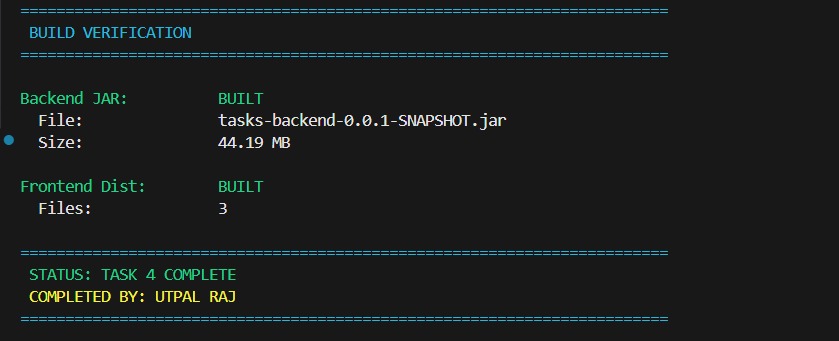 ========================================================================
BUILD VERIFICATION
========================================================================
Backend JAR: BUILT
File: tasks-backend-0.0.1-SNAPSHOT.jar
Size: 44.19 MB
Frontend Dist: BUILT
Files: 3
========================================================================
STATUS: TASK 4 COMPLETE
COMPLETED BY: UTPAL RAJ
========================================================================